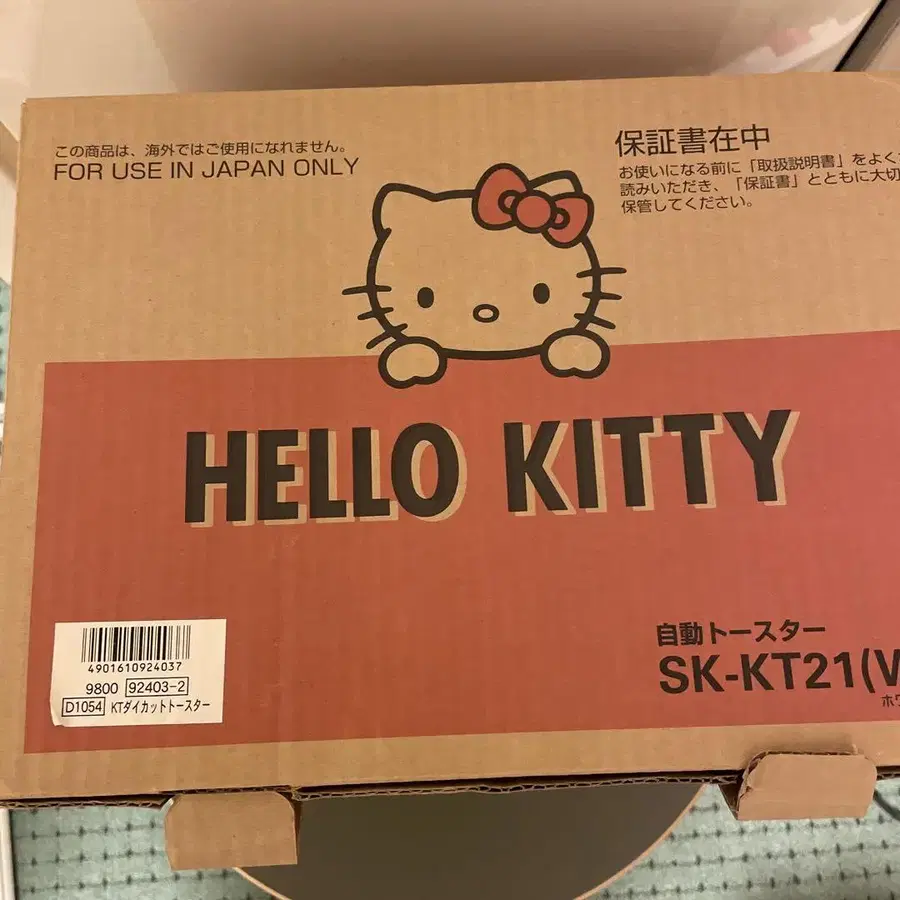 この商品は、海外ではご使用になれません。
FOR USE IN JAPAN ONLY
保証書在中
お使いになる前に「取扱説明書」をよく
読みいただき、「保証書」とともに大切
保管してください。
HELLO KITTY
自動トースター
SK-KT21(
ホワ
4901610924037
9800 92403-2
D1054 KTダイカットトースター